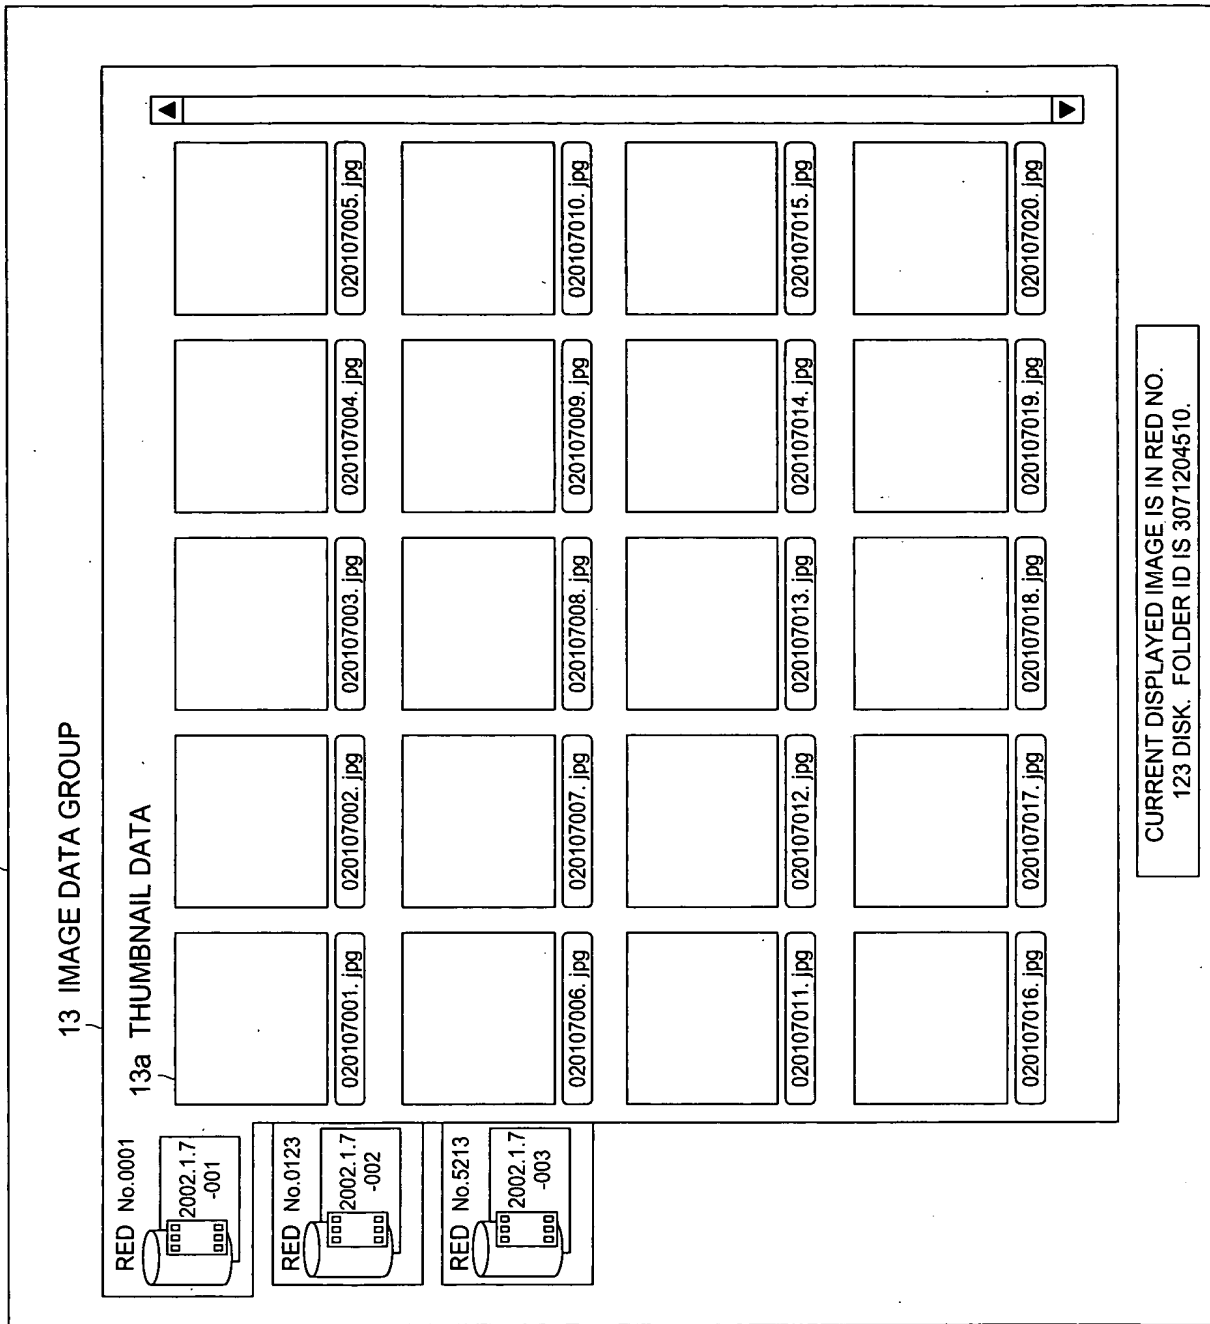 13 IMAGE DATA GROUP
13a THUMBNAIL DATA
RED No.0001
2002.1.7
-001
RED No.0123
2002.1.7
-002
RED No.5213
2002.1.7
-003
020107001. jpg
020107002. jpg
020107003. jpg
020107004. jpg
020107005. jpg
020107006. jpg
020107007. jpg
020107008. jpg
020107009. jpg
020107010. jpg
020107011. jpg
020107012. jpg
020107013. jpg
020107014. jpg
020107015. jpg
020107016. jpg
020107017. jpg
020107018. jpg
020107019. jpg
020107020. jpg
CURRENT DISPLAYED IMAGE IS IN RED NO.
123 DISK. FOLDER ID IS 3071204510.